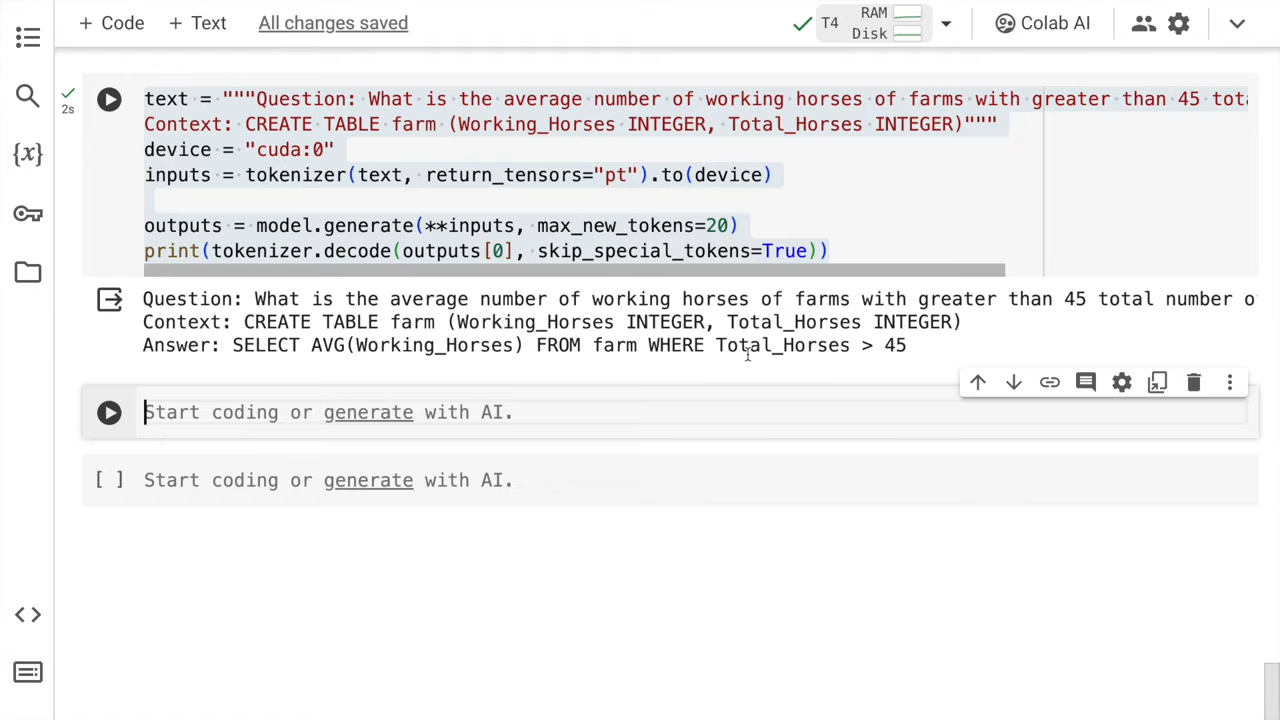 + Code + Text All changes saved T4 RAM Disk Colab AI
2s
text = """Question: What is the average number of working horses of farms with greater than 45 tota
Context: CREATE TABLE farm (Working_Horses INTEGER, Total_Horses INTEGER)"""
device = "cuda:0"
inputs = tokenizer(text, return_tensors="pt").to(device)
outputs = model.generate(**inputs, max_new_tokens=20)
print(tokenizer.decode(outputs[0], skip_special_tokens=True))
Question: What is the average number of working horses of farms with greater than 45 total number o
Context: CREATE TABLE farm (Working_Horses INTEGER, Total_Horses INTEGER)
Answer: SELECT AVG(Working_Horses) FROM farm WHERE Total_Horses > 45
Start coding or generate with AI.
[ ] Start coding or generate with AI.